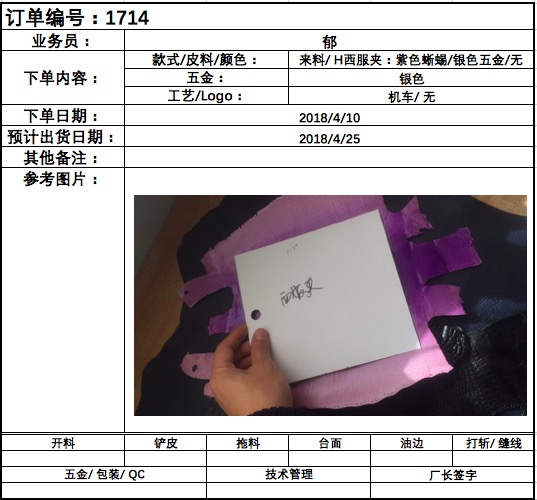 订单编号：1714
业务员： 郁
下单内容： 款式/皮料/颜色： 来料/ H西服夹：紫色蜥蜴/银色五金/无
五金： 银色
工艺/Logo： 机车/ 无
下单日期： 2018/4/10
预计出货日期： 2018/4/25
其他备注：
参考图片：
西服夹
开料 铲皮 拖料 台面 油边 打斩/ 缝线
五金/ 包装/ QC 技术管理 厂长签字